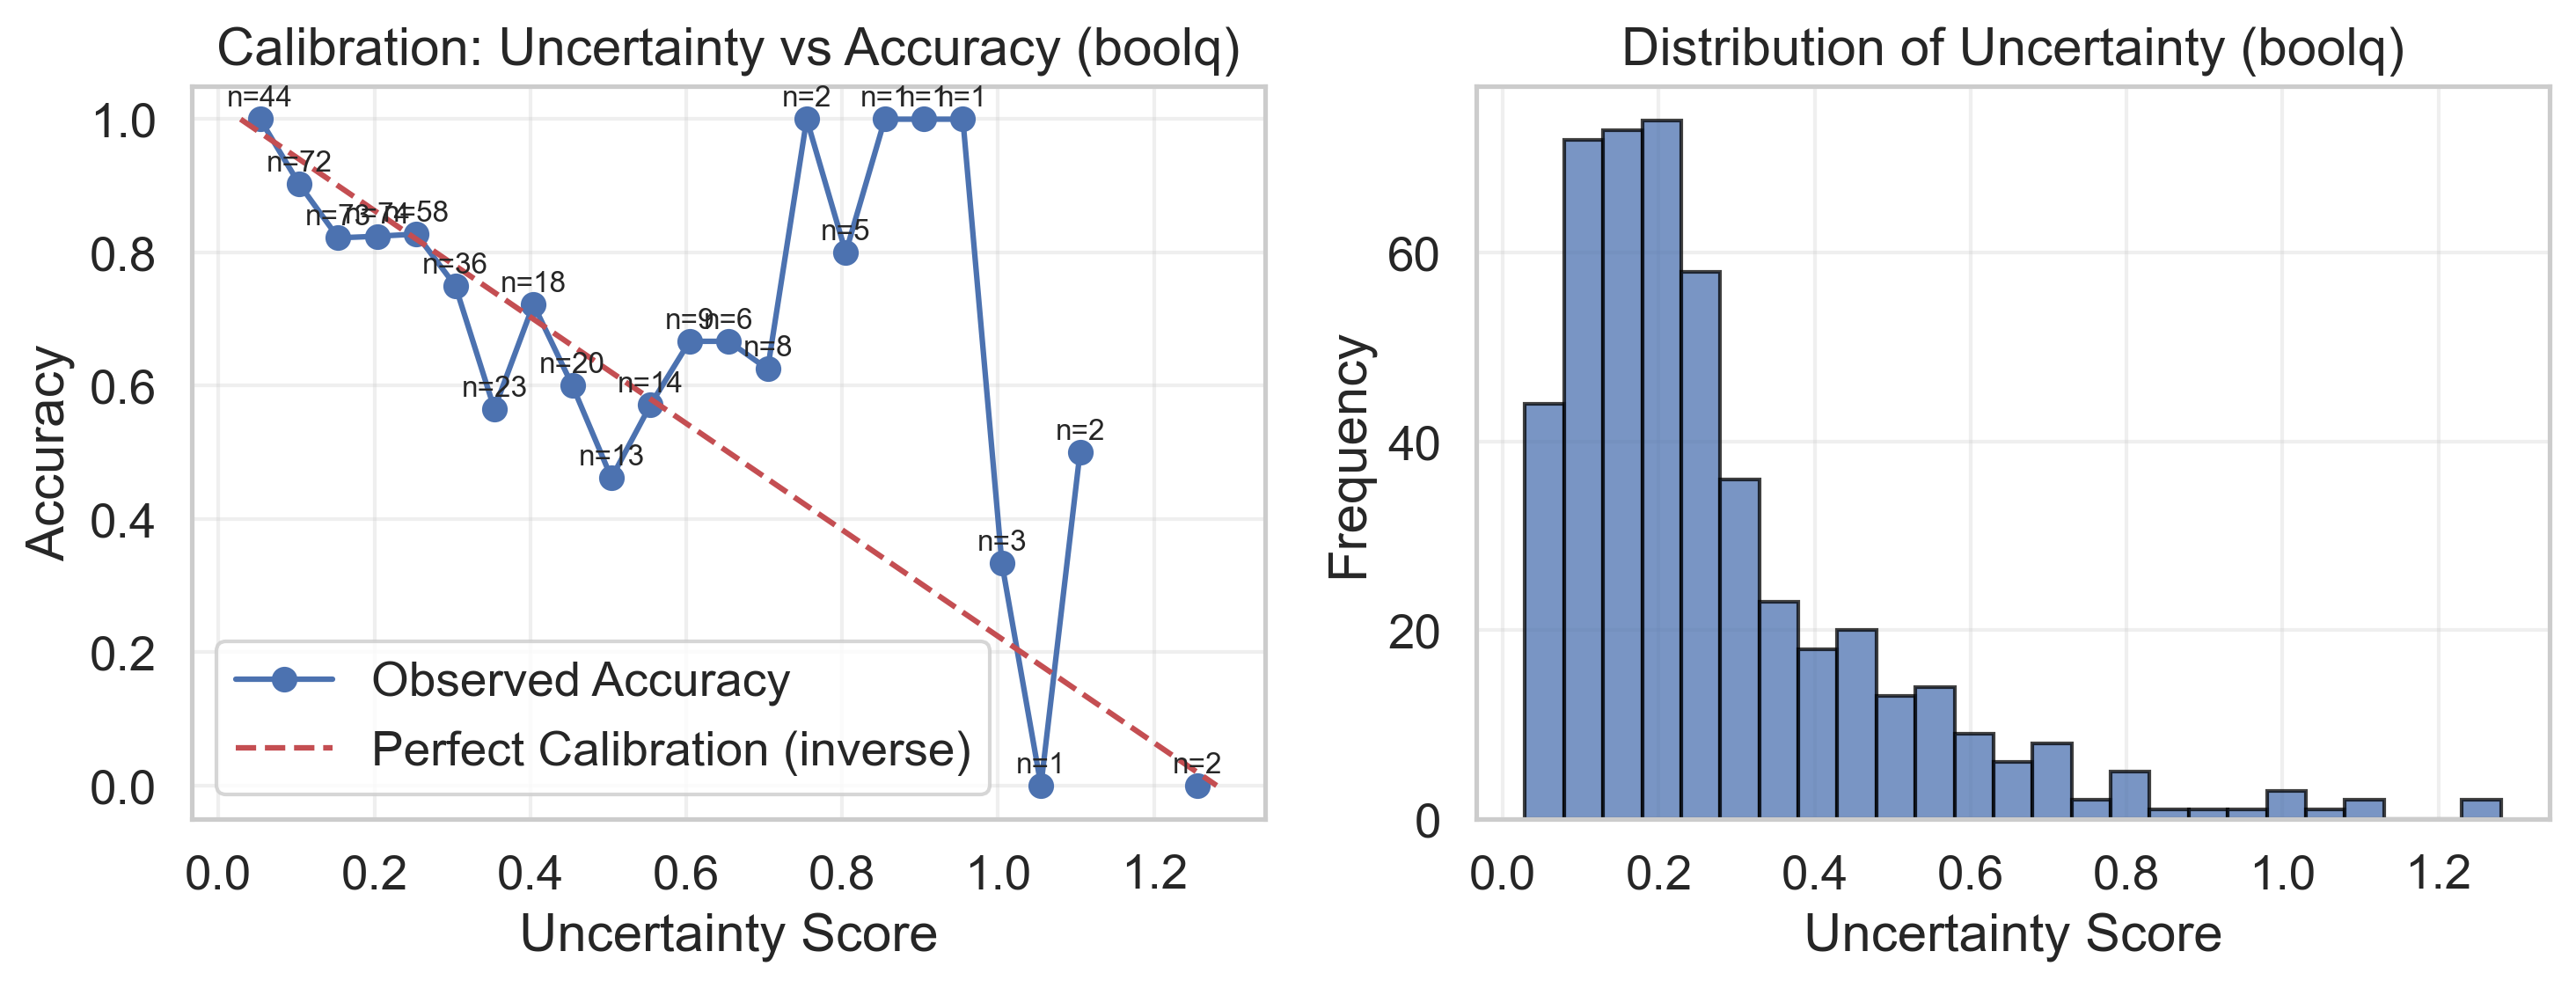 Calibration: Uncertainty vs Accuracy (boolq)
n=44
n=72
n=73
n=74
n=58
n=36
n=23
n=18
n=20
n=13
n=14
n=9
n=6
n=8
n=2
n=5
n=1
n=1
n=1
n=3
n=1
n=2
n=2
1.0
0.8
0.6
0.4
0.2
0.0
Accuracy
Observed Accuracy
Perfect Calibration (inverse)
0.0 0.2 0.4 0.6 0.8 1.0 1.2
Uncertainty Score
Distribution of Uncertainty (boolq)
60
40
20
0
Frequency
0.0 0.2 0.4 0.6 0.8 1.0 1.2
Uncertainty Score